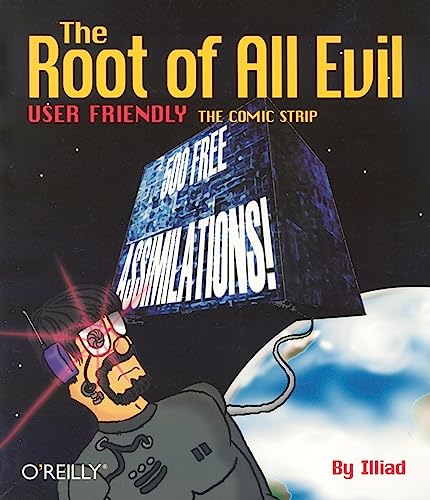 The
Root of All Evil
USER FRIENDLY THE COMIC STRIP
500 FREE
ASSIMILATIONS!
O'REILLY®
By Illiad